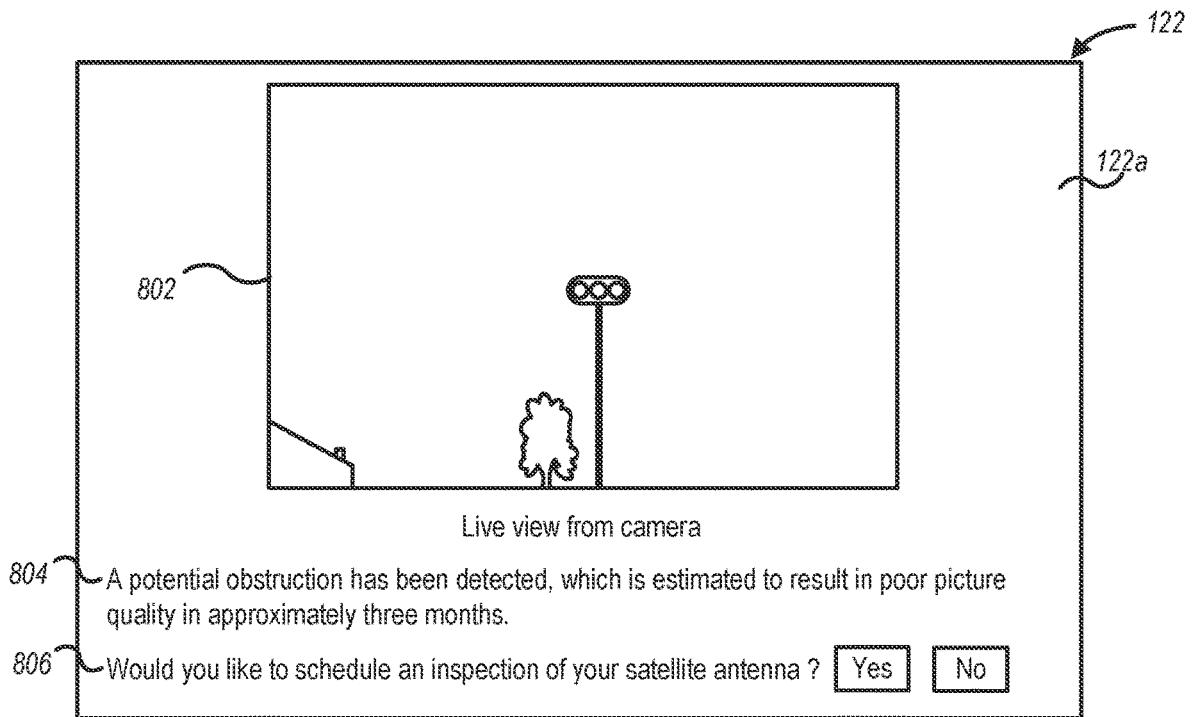 122
122a
802
Live view from camera
804
A potential obstruction has been detected, which is estimated to result in poor picture
quality in approximately three months.
806
Would you like to schedule an inspection of your satellite antenna ? Yes No